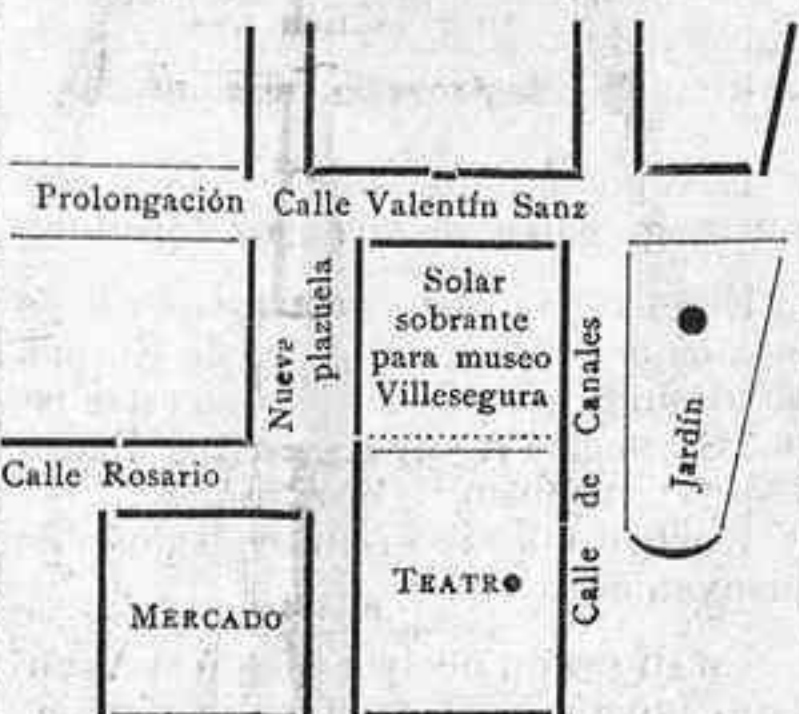 Prolongación Calle Valentín Sanz
Nueva
plazuela
Solar
sobrante
para museo
Villesegura
Calle de Canales
Jardín
Calle Rosario
TEATRO
MERCADO